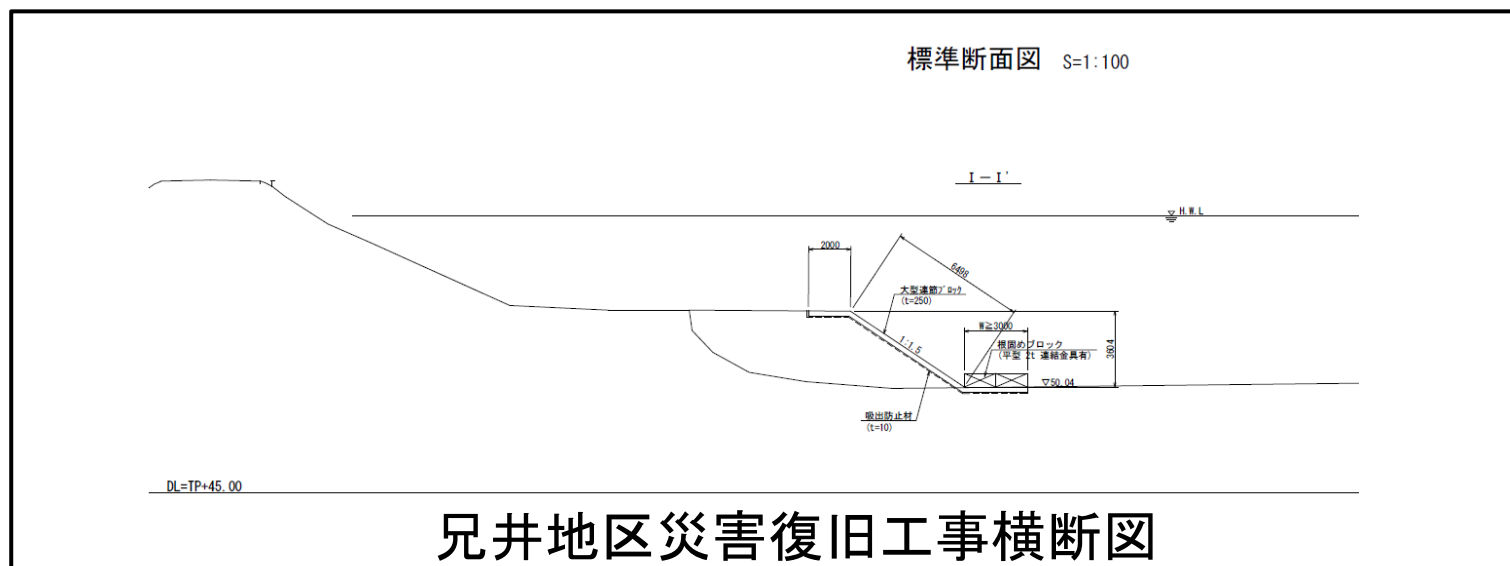 標準断面図 S=1:100
I－I'
▽ H.W.L
2000
6498
大型連節ブロック
(t=250)
W≧3000
1:1.5
根固めブロック
(平型 2t 連結金具有)
3604
▽50.04
吸出防止材
(t=10)
DL=TP+45.00
兄井地区災害復旧工事横断図